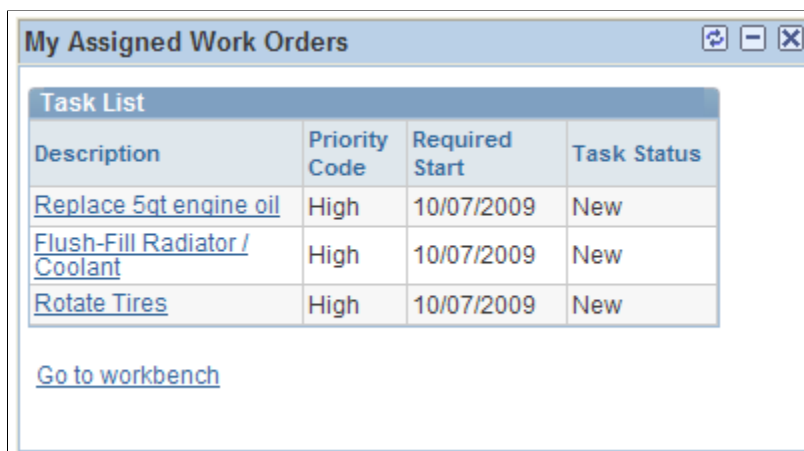 My Assigned Work Orders
Task List
Description Priority Code Required Start Task Status
Replace 5qt engine oil High 10/07/2009 New
Flush-Fill Radiator / Coolant High 10/07/2009 New
Rotate Tires High 10/07/2009 New
Go to workbench